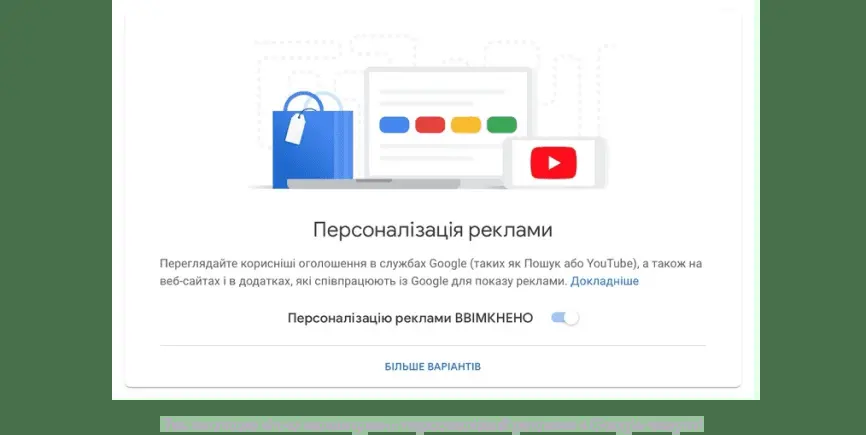 Персоналізація реклами
Переглядайте корисніші оголошення в службах Google (таких як Пошук або YouTube), а також на
веб-сайтах і в додатках, які співпрацюють із Google для показу реклами. Докладніше
Персоналізацію реклами ВВІМКНЕНО
БІЛЬШЕ ВАРІАНТІВ